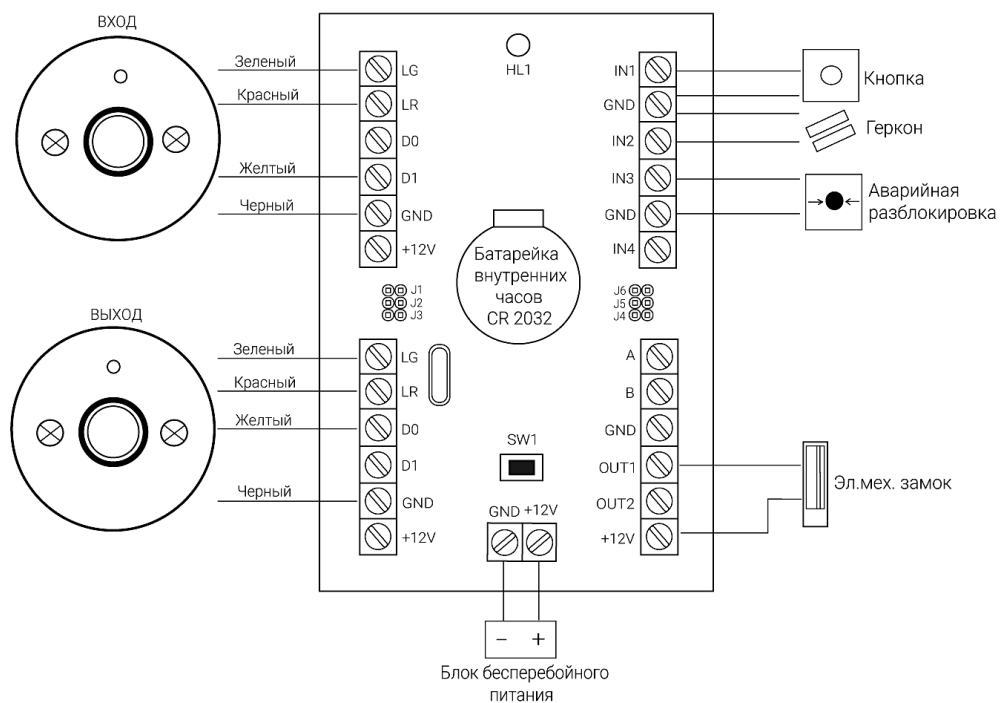 ВХОД
Зеленый
Красный
Желтый
Черный
LG
LR
D0
D1
GND
+12V
HL1
IN1
GND
IN2
IN3
GND
IN4
Кнопка
Геркон
Аварийная
разблокировка
Батарейка
внутренних
часов
CR 2032
J1
J2
J3
J6
J5
J4
ВЫХОД
Зеленый
Красный
Желтый
Черный
LG
LR
D0
D1
GND
+12V
SW1
GND +12V
A
B
GND
OUT1
OUT2
+12V
Эл.мех. замок
− +
Блок бесперебойного
питания